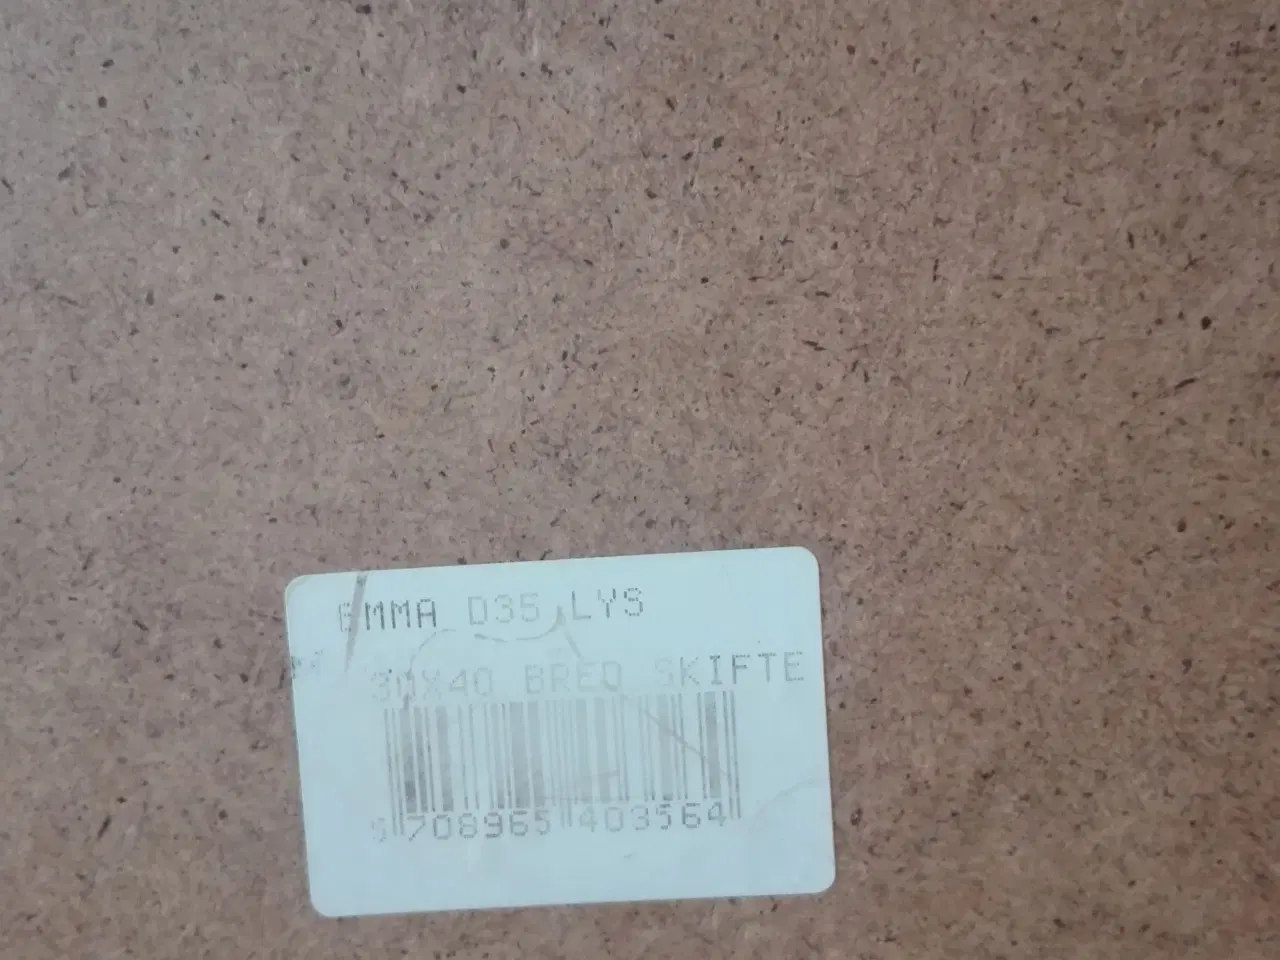 EMMA D35 LYS
30X40 BRED SKIFTE
5 708965 403564